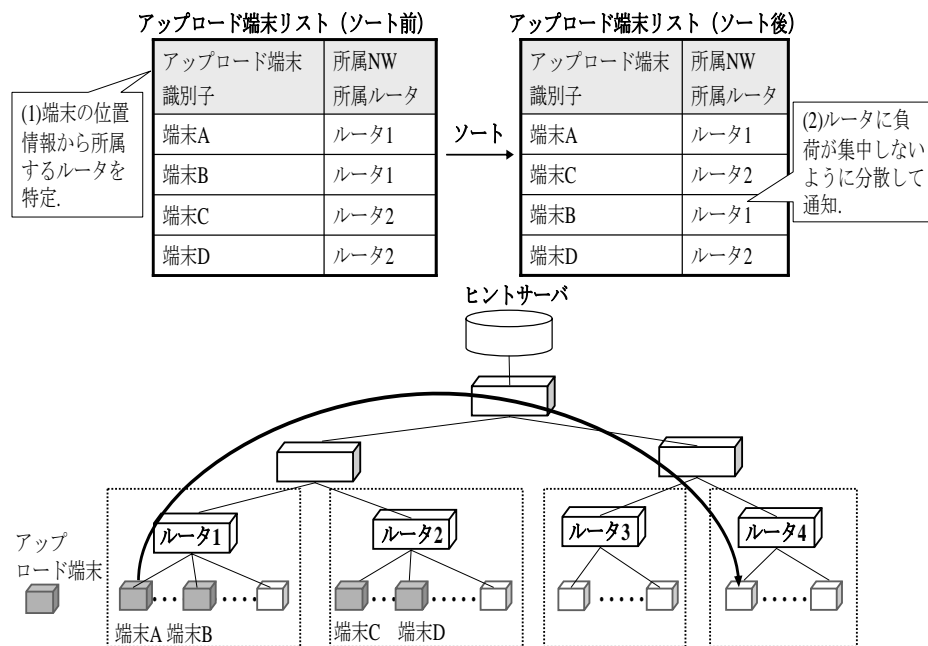 アップロード端末リスト（ソート前）
アップロード端末
識別子
所属NW
所属ルータ
端末A
ルータ1
端末B
ルータ1
端末C
ルータ2
端末D
ルータ2
(1)端末の位置
情報から所属
するルータを
特定.
ソート
アップロード端末リスト（ソート後）
アップロード端末
識別子
所属NW
所属ルータ
端末A
ルータ1
端末C
ルータ2
端末B
ルータ1
端末D
ルータ2
(2)ルータに負
荷が集中しない
ように分散して
通知.
ヒントサーバ
ルータ1
ルータ2
ルータ3
ルータ4
アップ
ロード端末
端末A 端末B
端末C 端末D